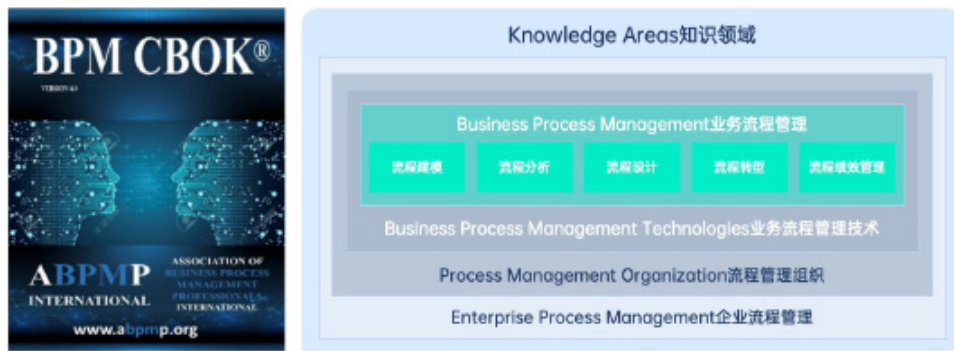 BPM CBOK®
VERSION 4.0
ABPMP
INTERNATIONAL
ASSOCIATION OF
BUSINESS PROCESS
MANAGEMENT
PROFESSIONALS
INTERNATIONAL
www.abpmp.org
Knowledge Areas知识领域
Business Process Management业务流程管理
流程建模
流程分析
流程设计
流程转型
流程绩效管理
Business Process Management Technologies业务流程管理技术
Process Management Organization流程管理组织
Enterprise Process Management企业流程管理